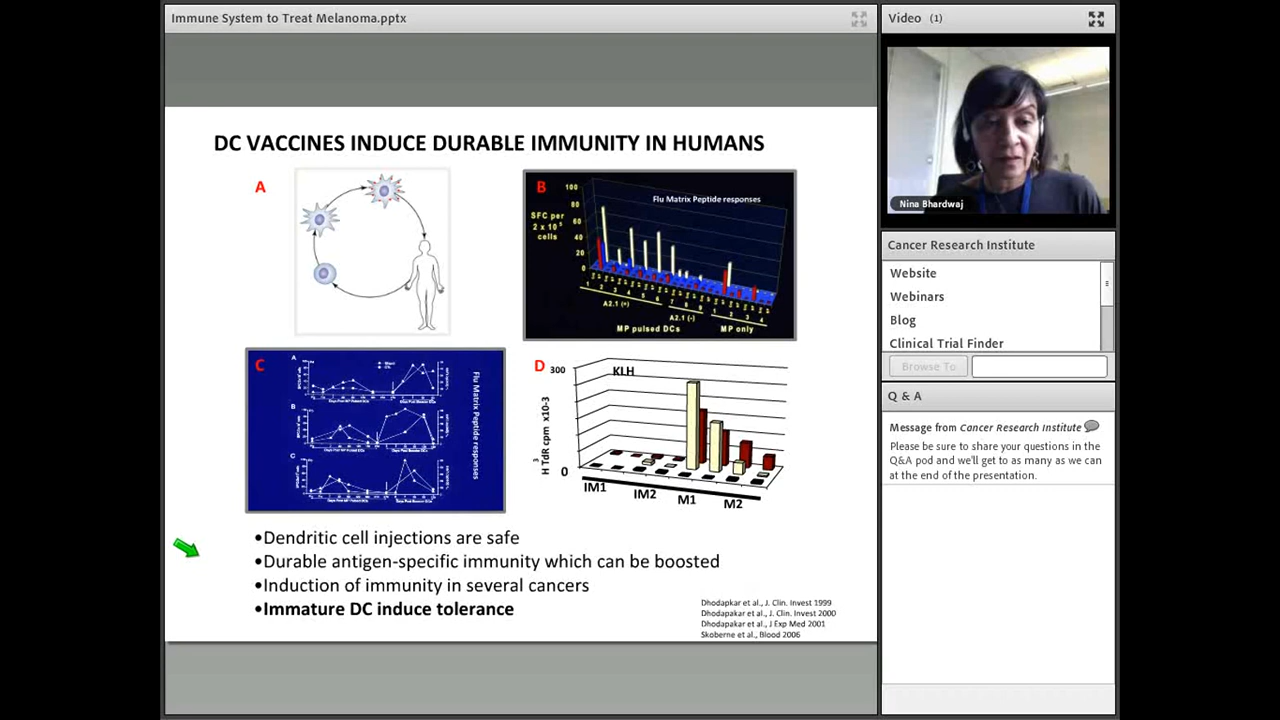 Immune System to Treat Melanoma.pptx
DC VACCINES INDUCE DURABLE IMMUNITY IN HUMANS
A
B
Flu Matrix Peptide responses
100
80
60
40
20
0
SFC per
2 x 10⁵
cells
A2.1 (+)
A2.1 (-)
MP pulsed DCs
MP only
C
A
B
C
Flu Matrix Peptide responses
D
300
KLH
³H TdR cpm x10-3
0
IM1
IM2
M1
M2
•Dendritic cell injections are safe
•Durable antigen-specific immunity which can be boosted
•Induction of immunity in several cancers
•Immature DC induce tolerance
Dhodapkar et al., J. Clin. Invest 1999
Dhodapakar et al., J. Clin. Invest 2000
Dhodapakar et al., J Exp Med 2001
Skoberne et al., Blood 2006
Video (1)
Nina Bhardwaj
Cancer Research Institute
Website
Webinars
Blog
Clinical Trial Finder
Browse To
Q & A
Message from Cancer Research Institute
Please be sure to share your questions in the
Q&A pod and we'll get to as many as we can
at the end of the presentation.